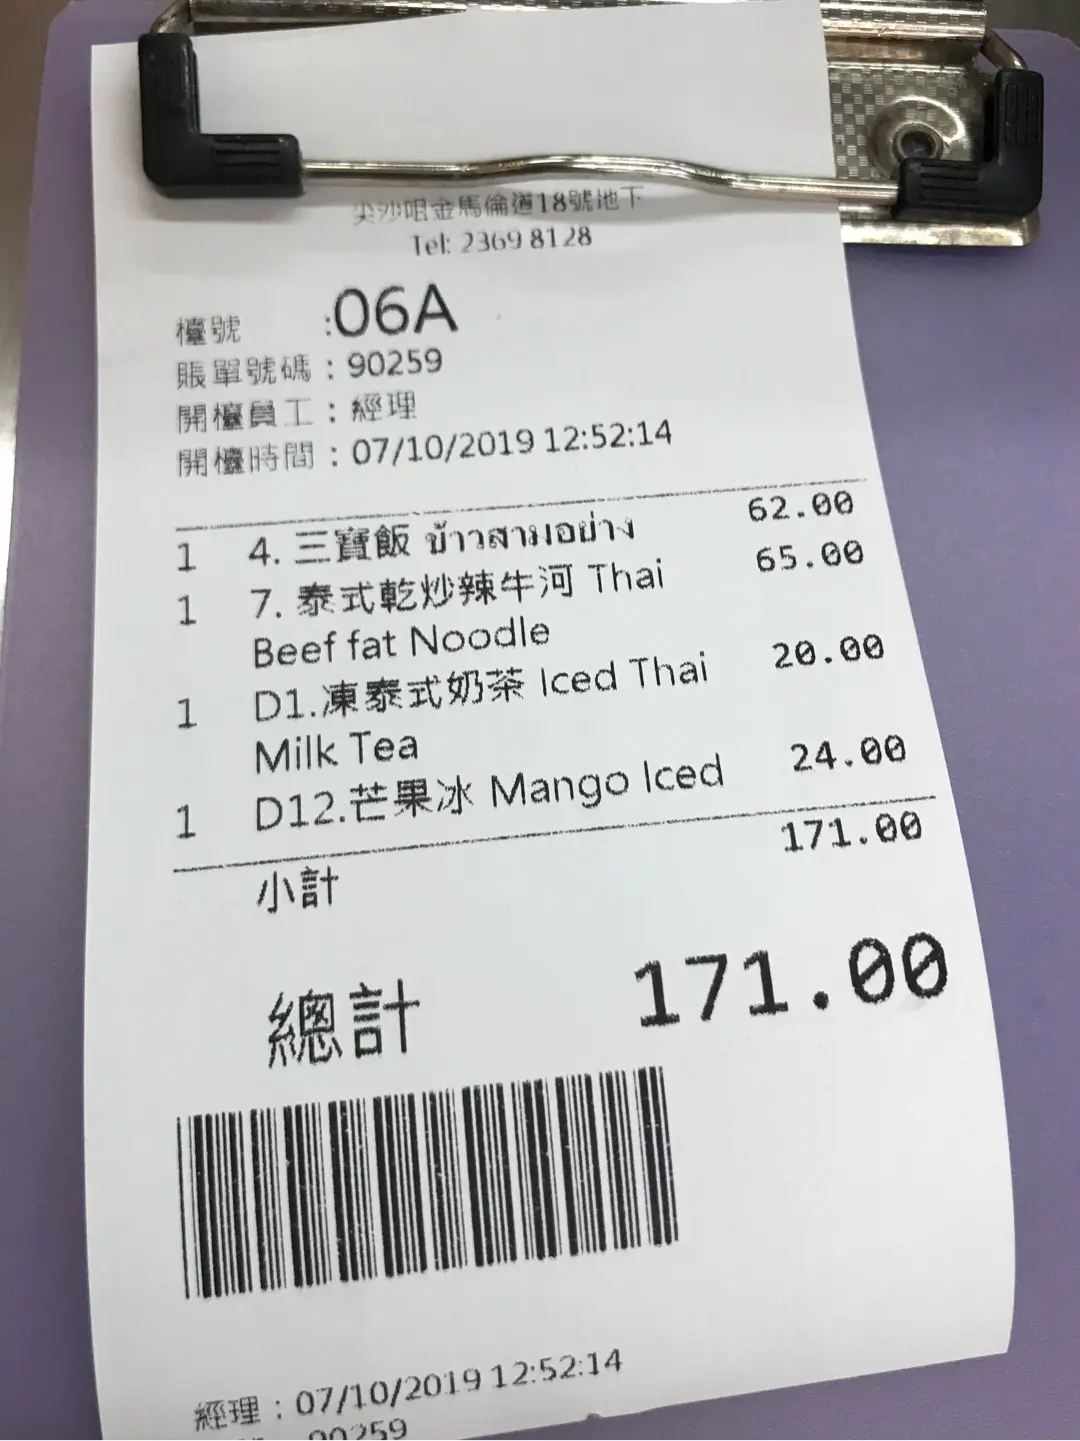 尖沙咀金馬倫道18號地下
Tel: 2369 8128
檯號 :06A
賬單號碼：90259
開檯員工：經理
開檯時間：07/10/2019 12:52:14
1 4. 三寶飯 ข้าวสามอย่าง 62.00
1 7. 泰式乾炒辣牛河 Thai 65.00
Beef fat Noodle
1 D1.凍泰式奶茶 Iced Thai 20.00
Milk Tea
1 D12.芒果冰 Mango Iced 24.00
小計 171.00
總計 171.00
經理：07/10/2019 12:52:14
90259